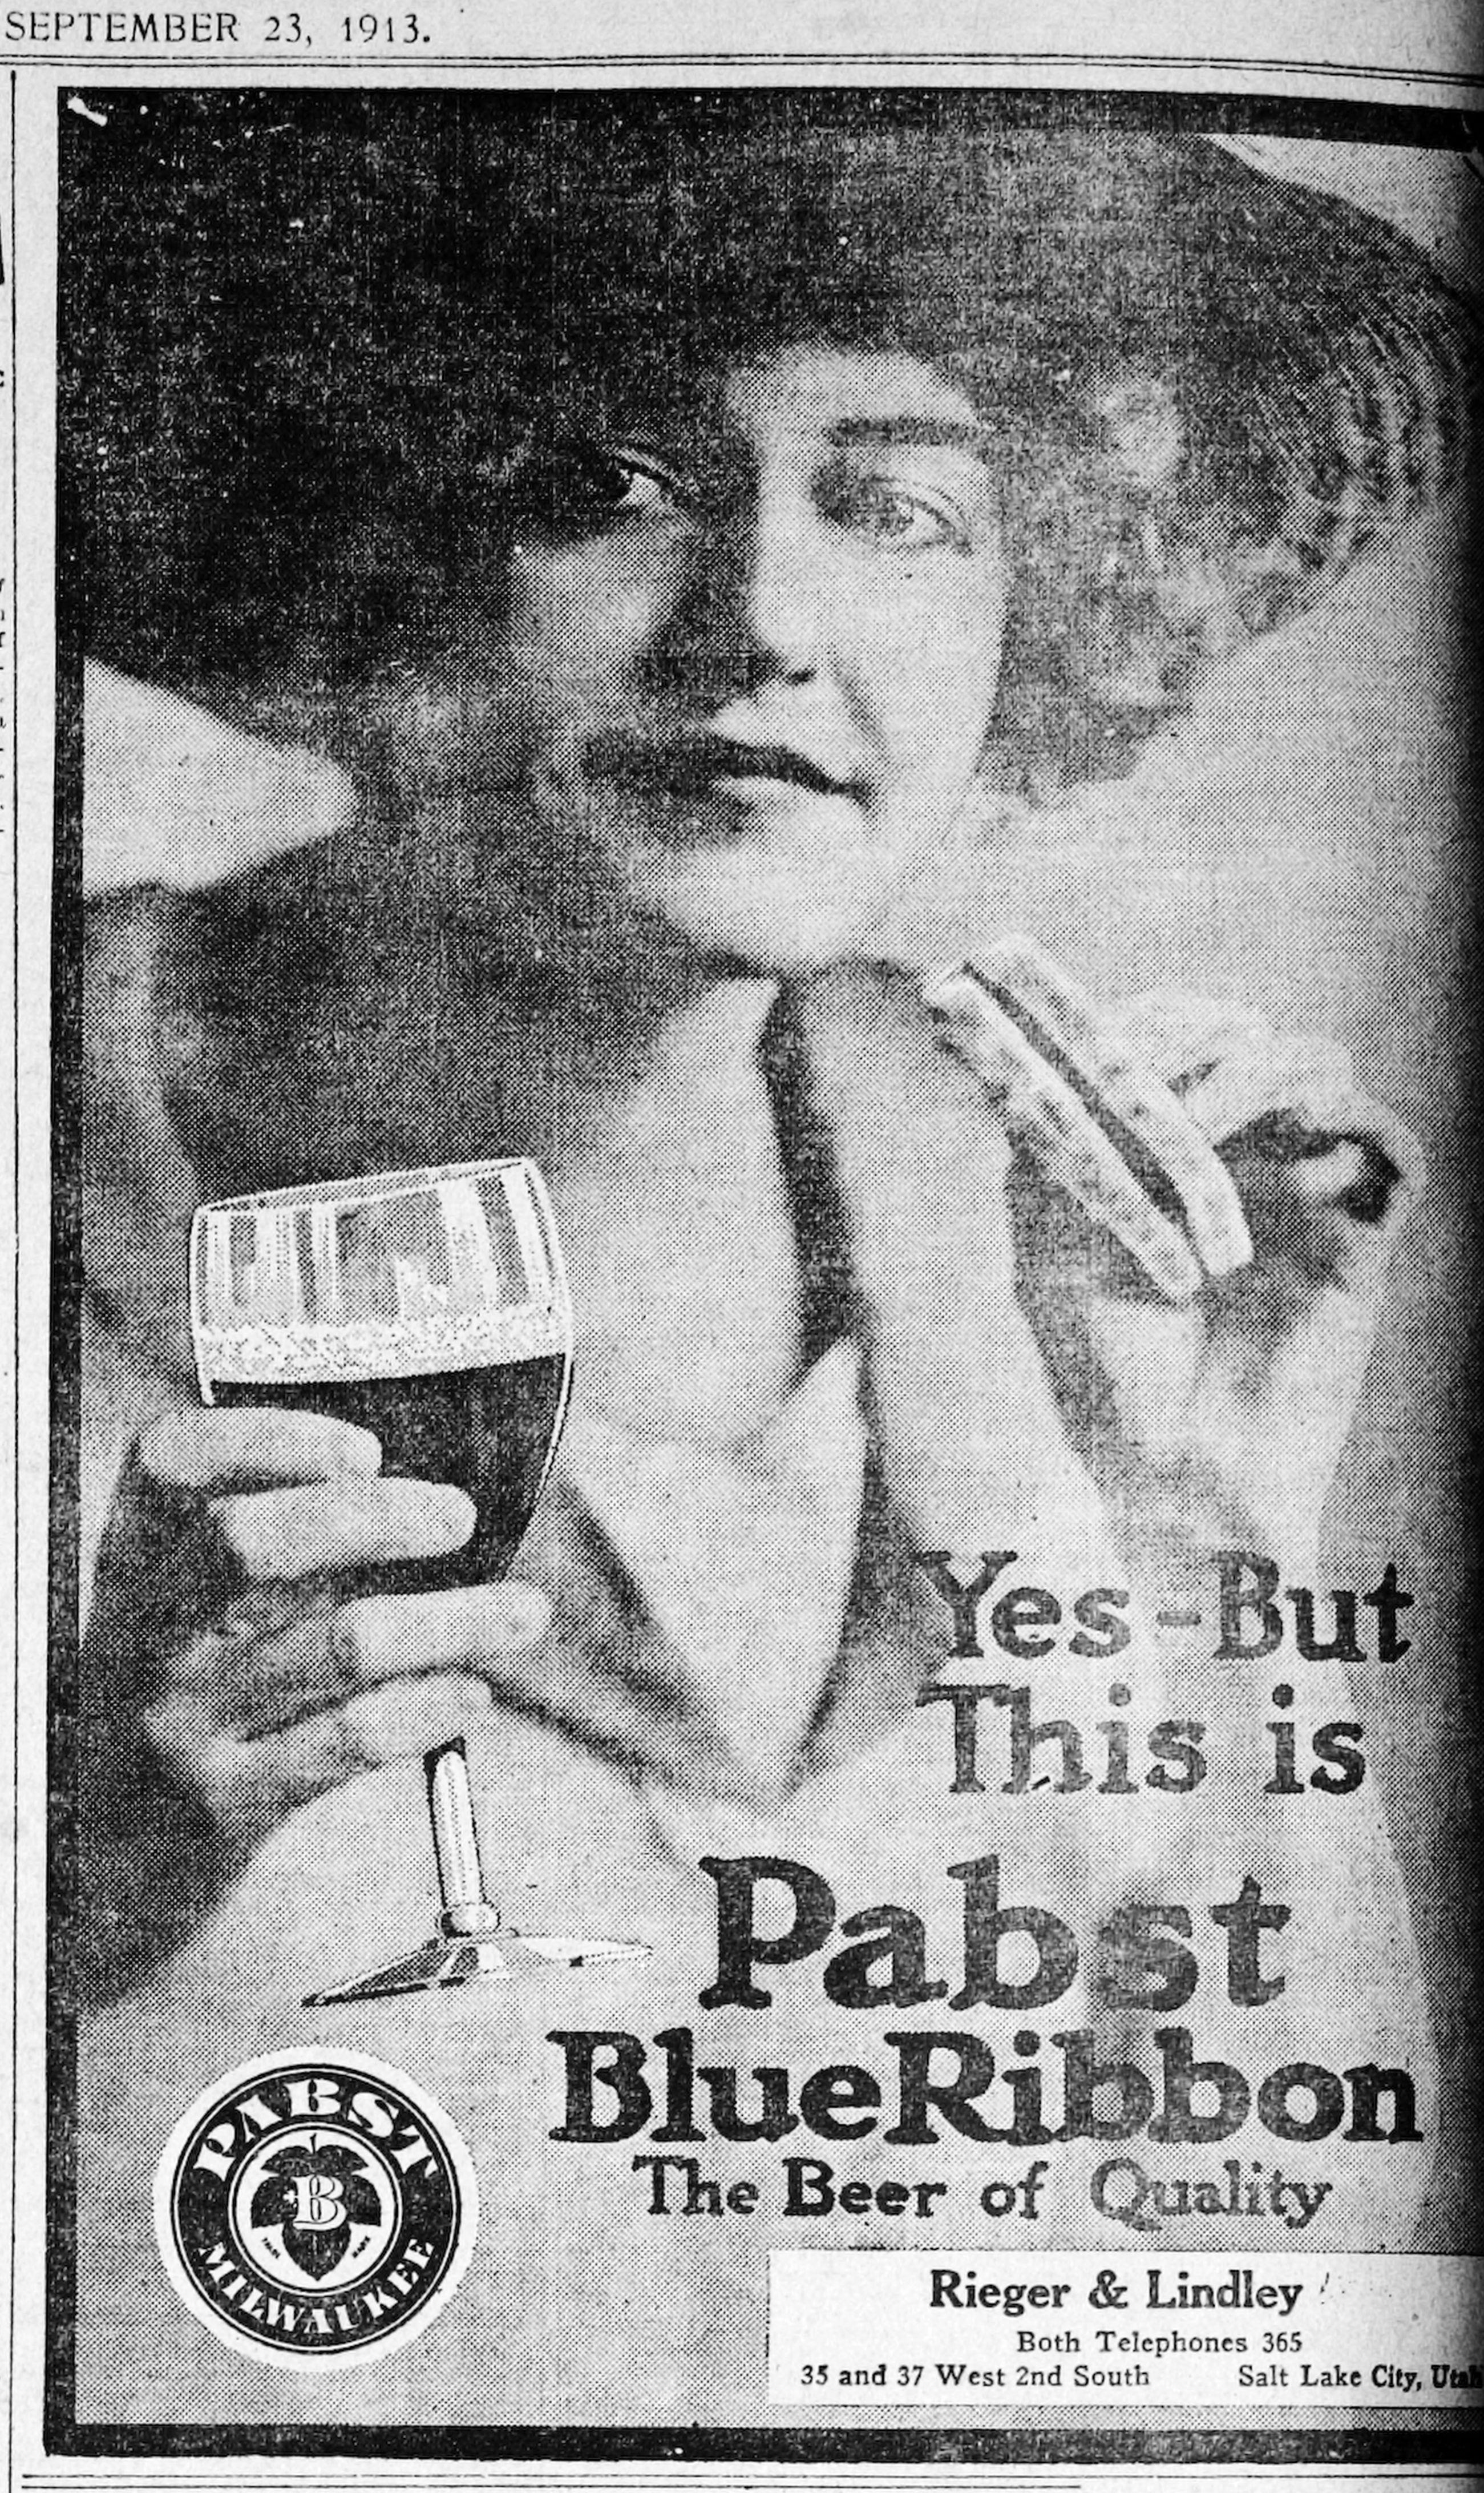 SEPTEMBER 23, 1913.
Yes-But
This is
Pabst
BlueRibbon
The Beer of Quality
PABST
B
MILWAUKEE
Rieger & Lindley
Both Telephones 365
35 and 37 West 2nd South Salt Lake City, Utah